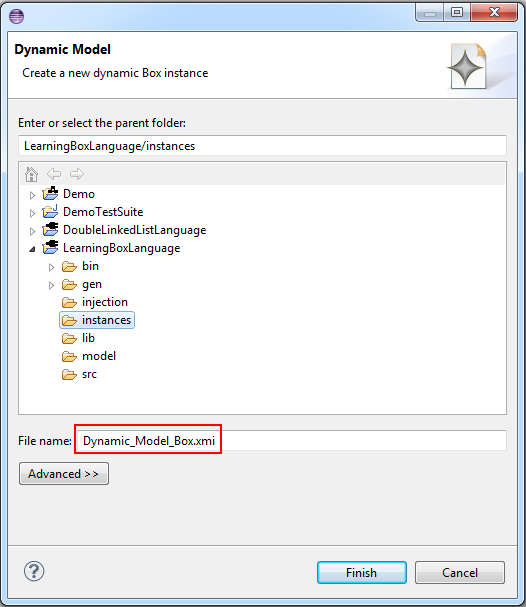 Dynamic Model
Create a new dynamic Box instance
Enter or select the parent folder:
LearningBoxLanguage/instances
Demo
DemoTestSuite
DoubleLinkedListLanguage
LearningBoxLanguage
bin
gen
injection
instances
lib
model
src
File name: Dynamic_Model_Box.xmi
Advanced >>
? Finish Cancel